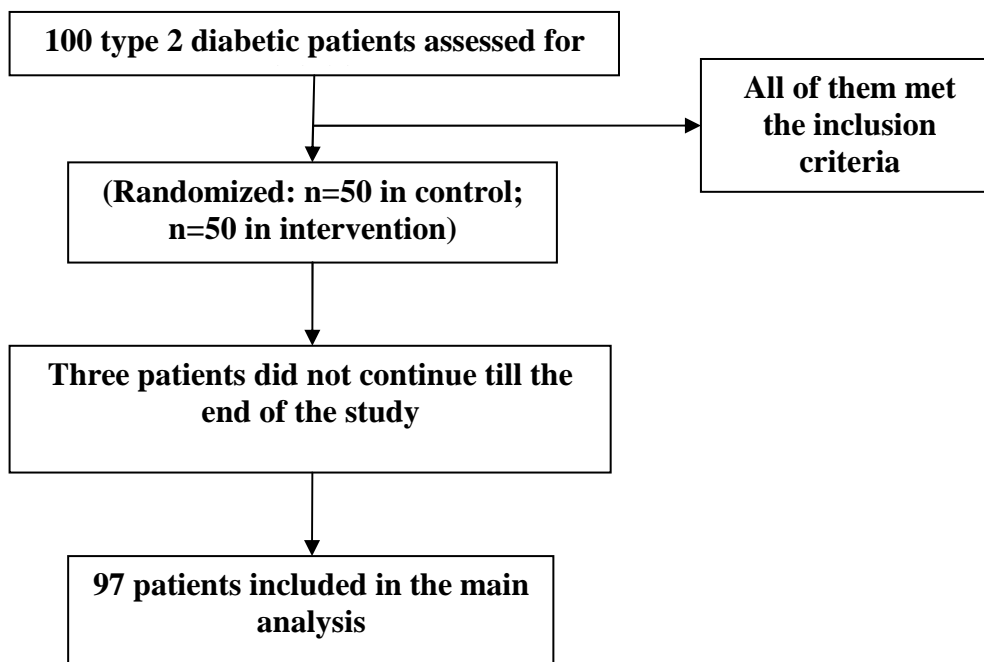 100 type 2 diabetic patients assessed for
All of them met
the inclusion
criteria
(Randomized: n=50 in control;
n=50 in intervention)
Three patients did not continue till the
end of the study
97 patients included in the main
analysis